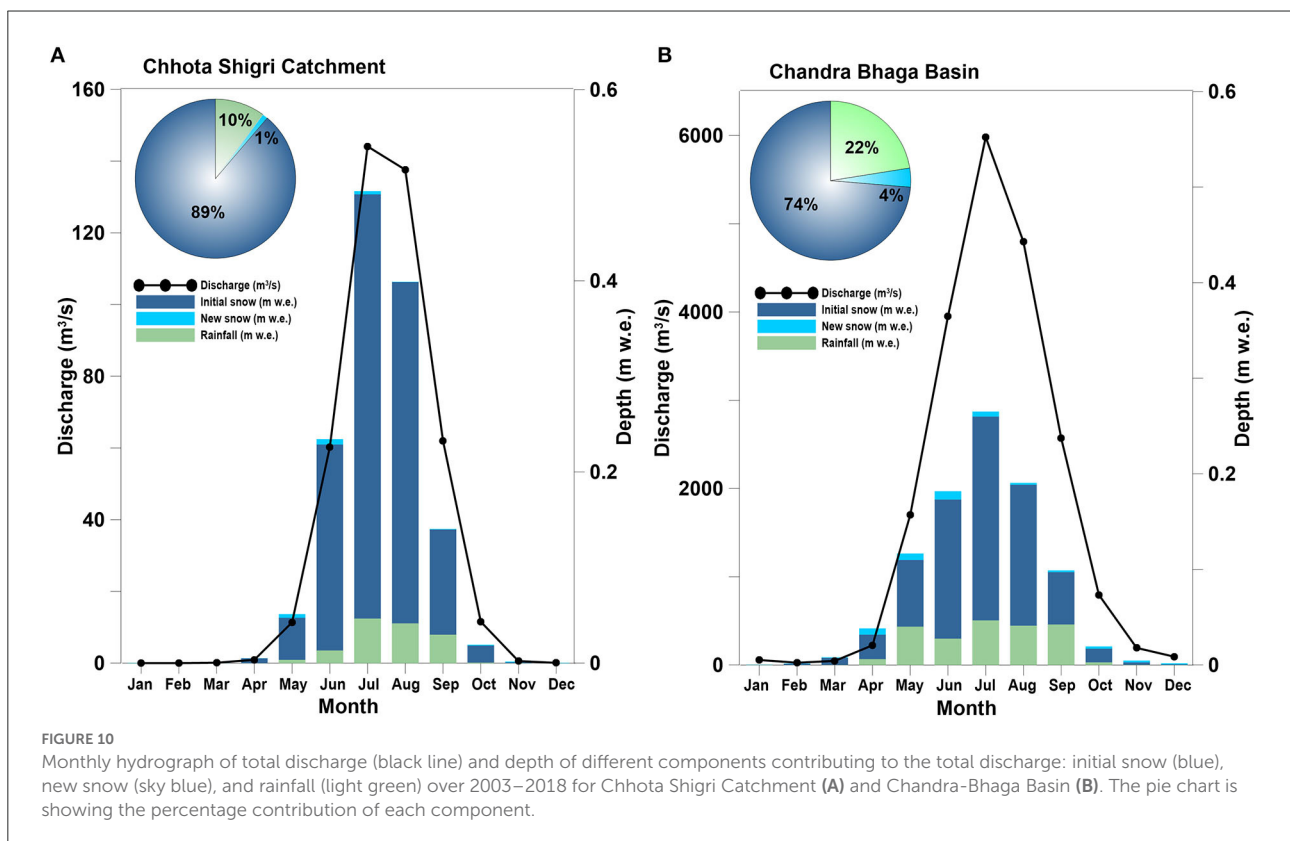 A
Chhota Shigri Catchment
160
120
80
40
0
Discharge (m³/s)
0.6
0.4
0.2
0
Depth (m w.e.)
10%
1%
89%
Discharge (m³/s)
Initial snow (m w.e.)
New snow (m w.e.)
Rainfall (m w.e.)
Jan Feb Mar Apr May Jun Jul Aug Sep Oct Nov Dec
Month
B
Chandra Bhaga Basin
6000
4000
2000
0
Discharge (m³/s)
0.6
0.4
0.2
0
Depth (m w.e.)
22%
4%
74%
Discharge (m³/s)
Initial snow (m w.e.)
New snow (m w.e.)
Rainfall (m w.e.)
Jan Feb Mar Apr May Jun Jul Aug Sep Oct Nov Dec
Month
FIGURE 10
Monthly hydrograph of total discharge (black line) and depth of different components contributing to the total discharge: initial snow (blue),
new snow (sky blue), and rainfall (light green) over 2003–2018 for Chhota Shigri Catchment (A) and Chandra-Bhaga Basin (B). The pie chart is
showing the percentage contribution of each component.